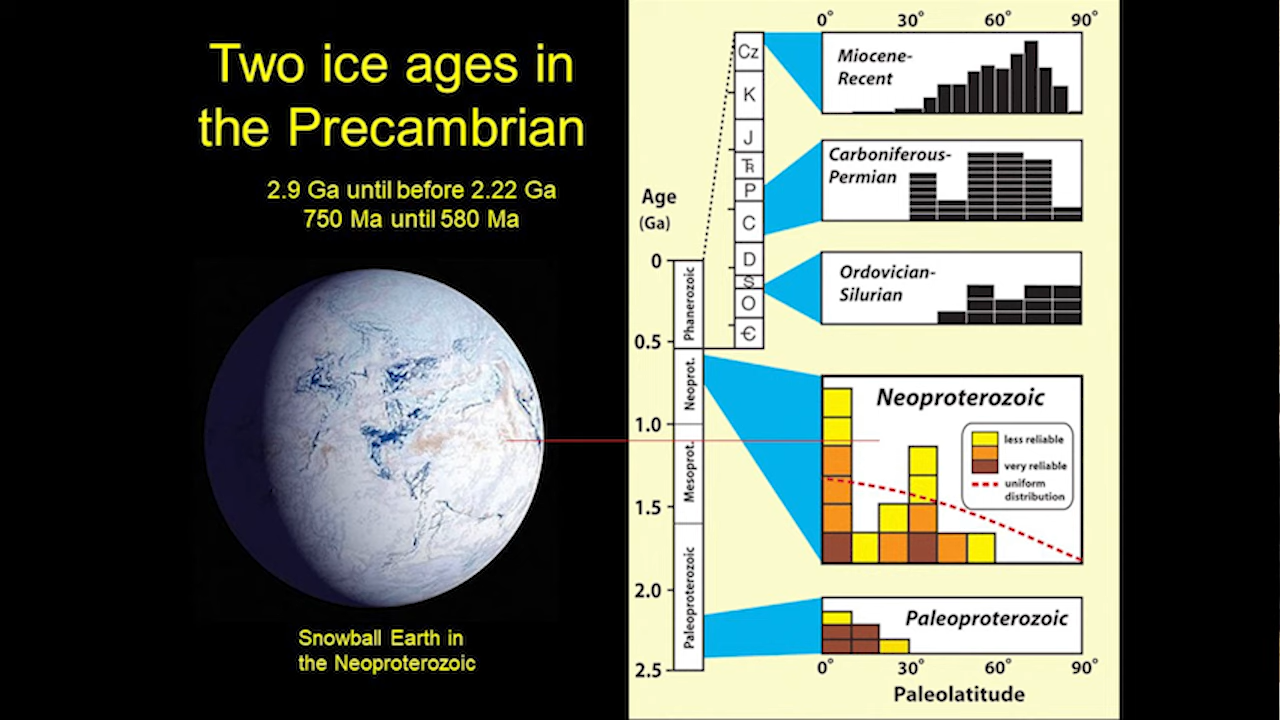 Two ice ages in
the Precambrian
2.9 Ga until before 2.22 Ga
750 Ma until 580 Ma
Snowball Earth in
the Neoproterozoic
0° 30° 60° 90°
Cz
K
J
TR
P
C
D
S
O
Є
Miocene-
Recent
Carboniferous-
Permian
Ordovician-
Silurian
Age
(Ga)
0
0.5
1.0
1.5
2.0
2.5
Phanerozoic
Neoprot.
Mesoprot.
Paleoproterozoic
Neoproterozoic
less reliable
very reliable
uniform
distribution
Paleoproterozoic
0° 30° 60° 90°
Paleolatitude